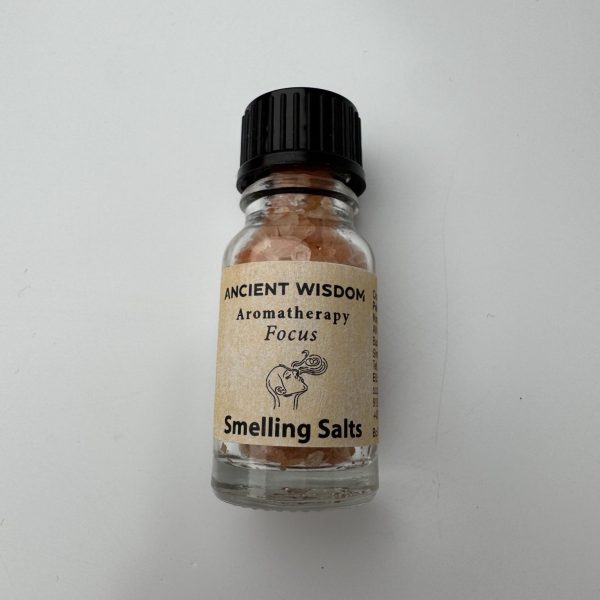 ANCIENT WISDOM
Aromatherapy
Focus
Smelling Salts